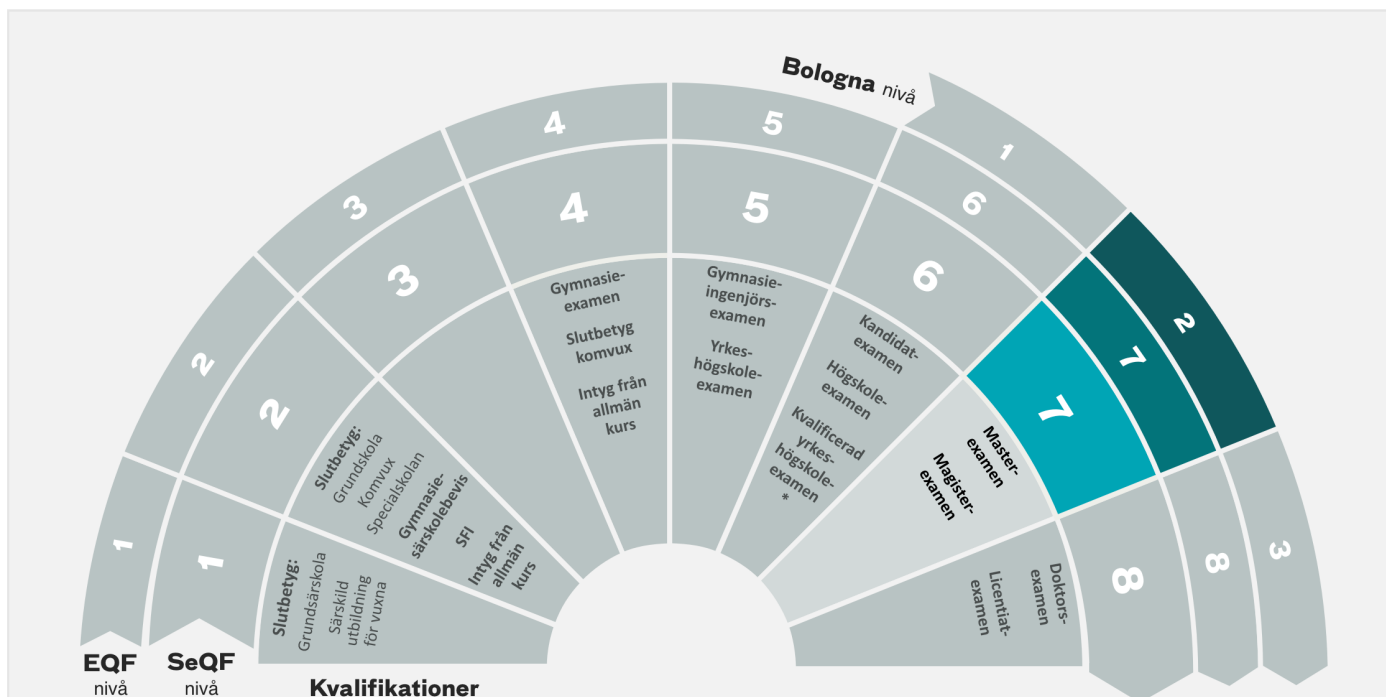 Bologna nivå
1
2
3
1
2
3
4
5
6
7
8
1
2
3
4
5
6
7
8
Slutbetyg:
Grundsärskola
Särskild
utbildning
för vuxna
Slutbetyg:
Grundskola
Komvux
Specialskolan
Gymnasie-
särskolebevis
SFI
Intyg från
allmän
kurs
Gymnasie-
examen
Slutbetyg
komvux
Intyg från
allmän
kurs
Gymnasie-
ingenjörs-
examen
Yrkes-
högskole-
examen
Kandidat-
examen
Högskole-
examen
Kvalificerad
yrkes-
högskole-
examen
*
Master-
examen
Magister-
examen
Doktors-
examen
Licentiat-
examen
EQF
nivå
SeQF
nivå
Kvalifikationer